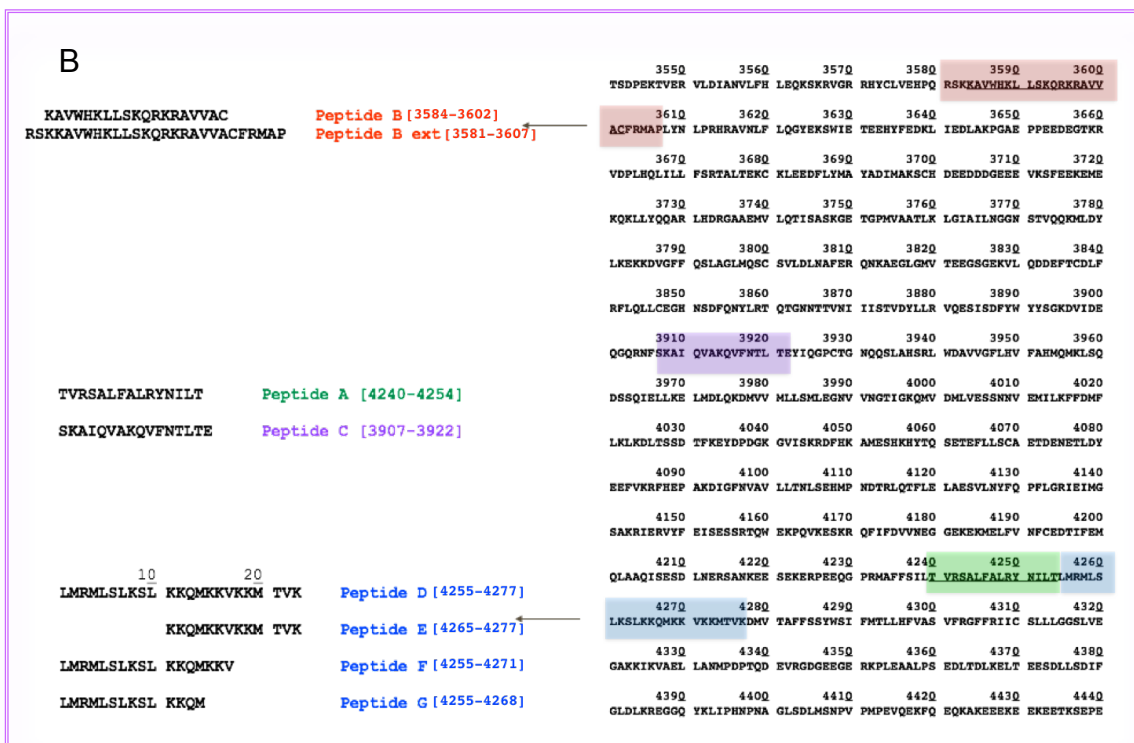 B
KAVWHKLLSKQRKRAVVAC Peptide B [3584-3602]
RSKKAVWHKLLSKQRKRAVVACFRMAP Peptide B ext [3581-3607]
TVRSALFALRYNILT Peptide A [4240-4254]
SKAIQVAKQVFNTLTE Peptide C [3907-3922]
10 20
LMRMLSLKSL KKQMKKVKKM TVK Peptide D [4255-4277]
KKQMKKVKKM TVK Peptide E [4265-4277]
LMRMLSLKSL KKQMKKV Peptide F [4255-4271]
LMRMLSLKSL KKQM Peptide G [4255-4268]
3550 3560 3570 3580 3590 3600
TSDPEKTVER VLDIANVLFH LEQKSKRVGR RHYCLVEHPQ RSKKAVWHKL LSKQRKRAVV
3610 3620 3630 3640 3650 3660
ACFRMAPLYN LPRHRAVNLF LQGYEKSWIE TEEHYFEDKL IEDLAKPGAE PPEEDEGTKR
3670 3680 3690 3700 3710 3720
VDPLHQLILL FSRTALTEKC KLEEDFLYMA YADIMAKSCH DEEDDDGEEE VKSFEEKEME
3730 3740 3750 3760 3770 3780
KQKLLYQQAR LHDRGAAEMV LQTISASKGE TGPMVAATLK LGIAILNGGN STVQQKMLDY
3790 3800 3810 3820 3830 3840
LKEKKDVGFF QSLAGLMQSC SVLDLNAFER QNKAEGLGMV TEEGSGEKVL QDDEFTCDLF
3850 3860 3870 3880 3890 3900
RFLQLLCEGH NSDFQNYLRT QTGNNTTVNI IISTVDYLLR VQESISDFYW YYSGKDVIDE
3910 3920 3930 3940 3950 3960
QGQRNFSKAI QVAKQVFNTL TEYIQGPCTG NQQSLAHSRL WDAVVGFLHV FAHMQMKLSQ
3970 3980 3990 4000 4010 4020
DSSQIELLKE LMDLQKDMVV MLLSMLEGNV VNGTIGKQMV DMLVESSNNV EMILKFFDMF
4030 4040 4050 4060 4070 4080
LKLKDLTSSD TFKEYDPDGK GVISKRDFHK AMESHKHYTQ SETEFLLSCA ETDENETLDY
4090 4100 4110 4120 4130 4140
EEFVKRFHEP AKDIGFNVAV LLTNLSEHMP NDTRLQTFLE LAESVLNYFQ PFLGRIEIMG
4150 4160 4170 4180 4190 4200
SAKRIERVYF EISESSRTQW EKPQVKESKR QFIFDVVNEG GEKEKMELFV NFCEDTIFEM
4210 4220 4230 4240 4250 4260
QLAAQISESD LNERSANKEE SEKERPEEQG PRMAFFSILT VRSALFALRY NILTLMRMLS
4270 4280 4290 4300 4310 4320
LKSLKKQMKK VKKMTVKDMV TAFFSSYWSI FMTLLHFVAS VFRGFFRIIC SLLLGGSLVE
4330 4340 4350 4360 4370 4380
GAKKIKVAEL LANMPDPTQD EVRGDGEEGE RKPLEAALPS EDLTDLKELT EESDLLSDIF
4390 4400 4410 4420 4430 4440
GLDLKREGGQ YKLIPHNPNA GLSDLMSNPV PMPEVQEKFQ EQKAKEEEKE EKEETKSEPE